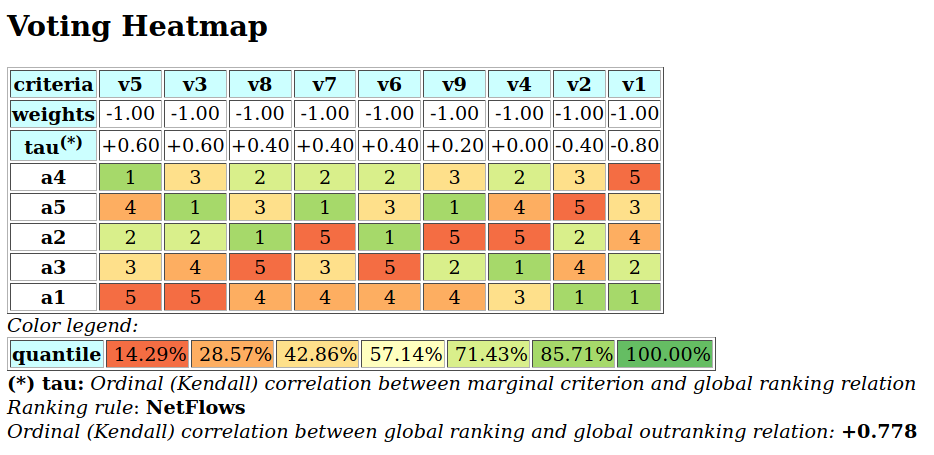 Voting Heatmap
criteria v5 v3 v8 v7 v6 v9 v4 v2 v1
weights -1.00 -1.00 -1.00 -1.00 -1.00 -1.00 -1.00 -1.00 -1.00
tau(*) +0.60 +0.60 +0.40 +0.40 +0.40 +0.20 +0.00 -0.40 -0.80
a4 1 3 2 2 2 3 2 3 5
a5 4 1 3 1 3 1 4 5 3
a2 2 2 1 5 1 5 5 2 4
a3 3 4 5 3 5 2 1 4 2
a1 5 5 4 4 4 4 3 1 1
Color legend:
quantile 14.29% 28.57% 42.86% 57.14% 71.43% 85.71% 100.00%
(*) tau: Ordinal (Kendall) correlation between marginal criterion and global ranking relation
Ranking rule: NetFlows
Ordinal (Kendall) correlation between global ranking and global outranking relation: +0.778